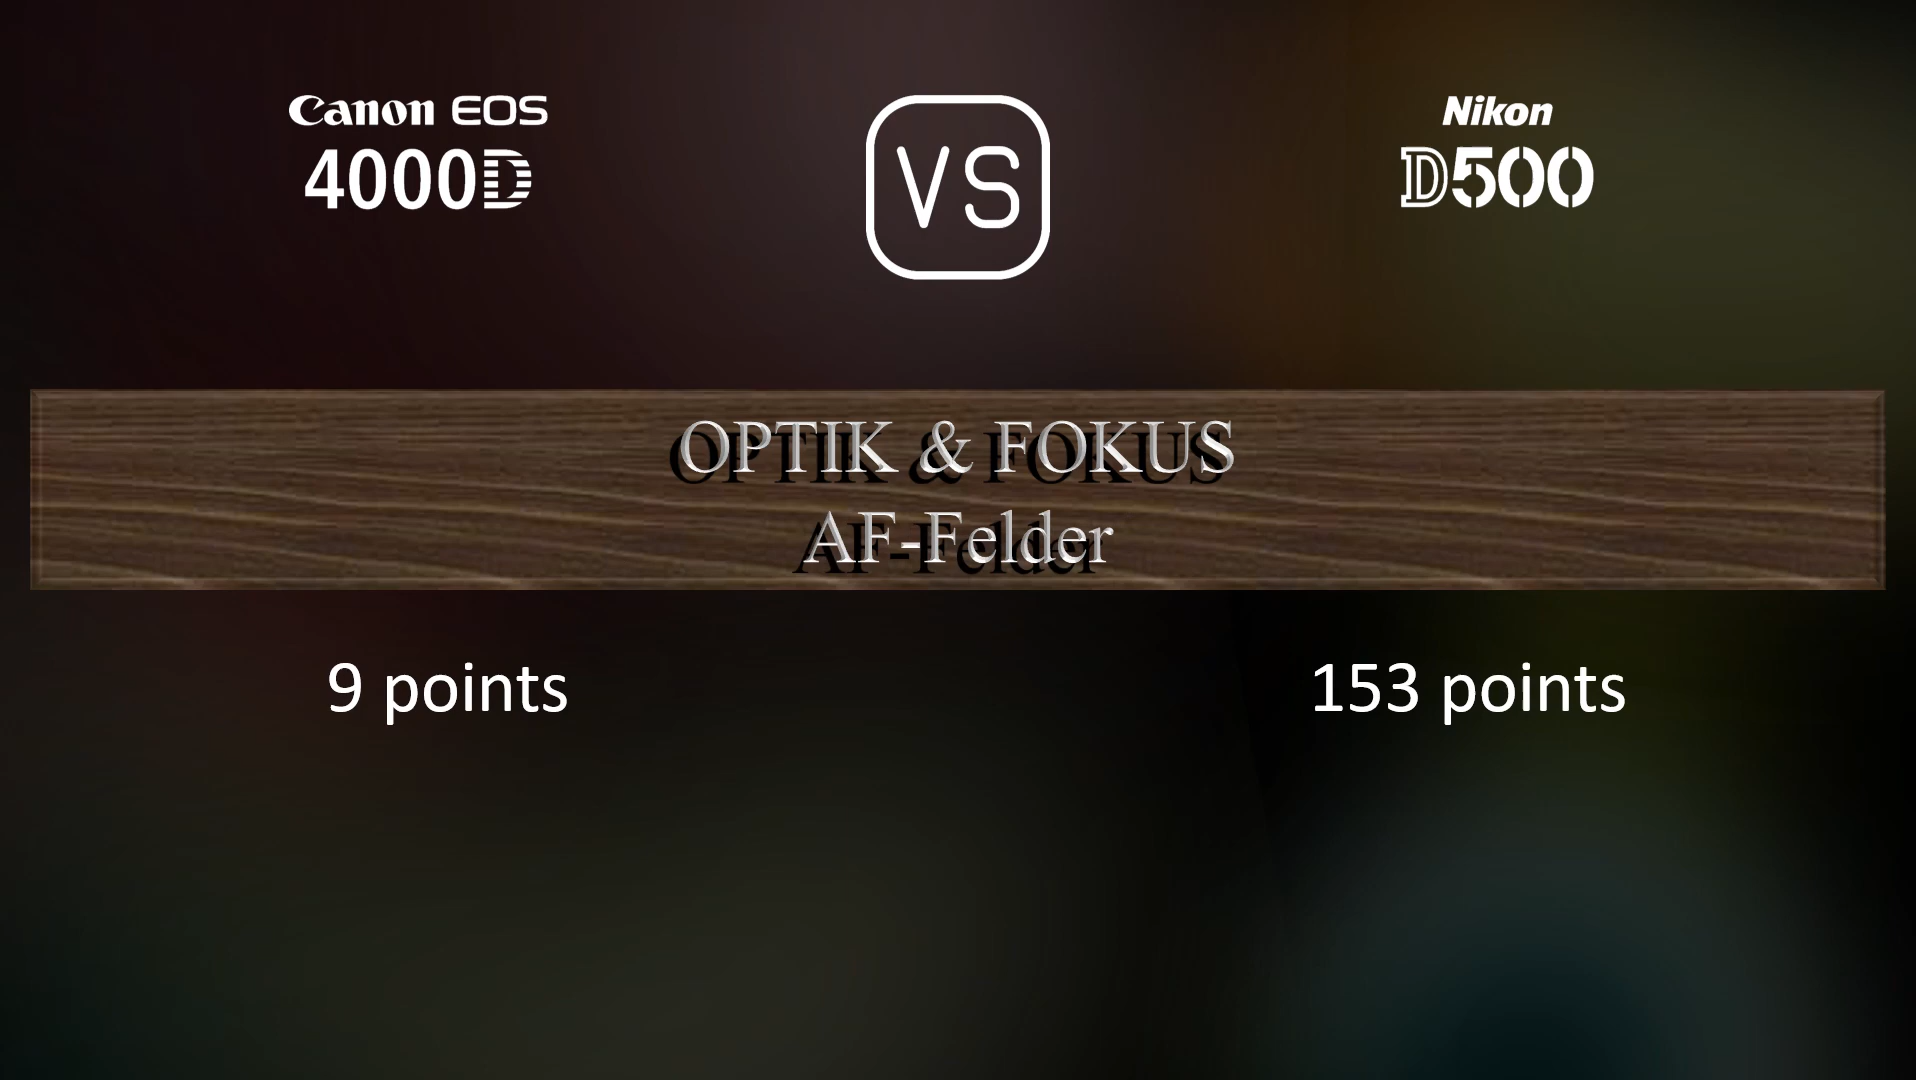 Canon EOS
4000D
VS
Nikon
D500
OPTIK & FOKUS
AF-Felder
9 points
153 points